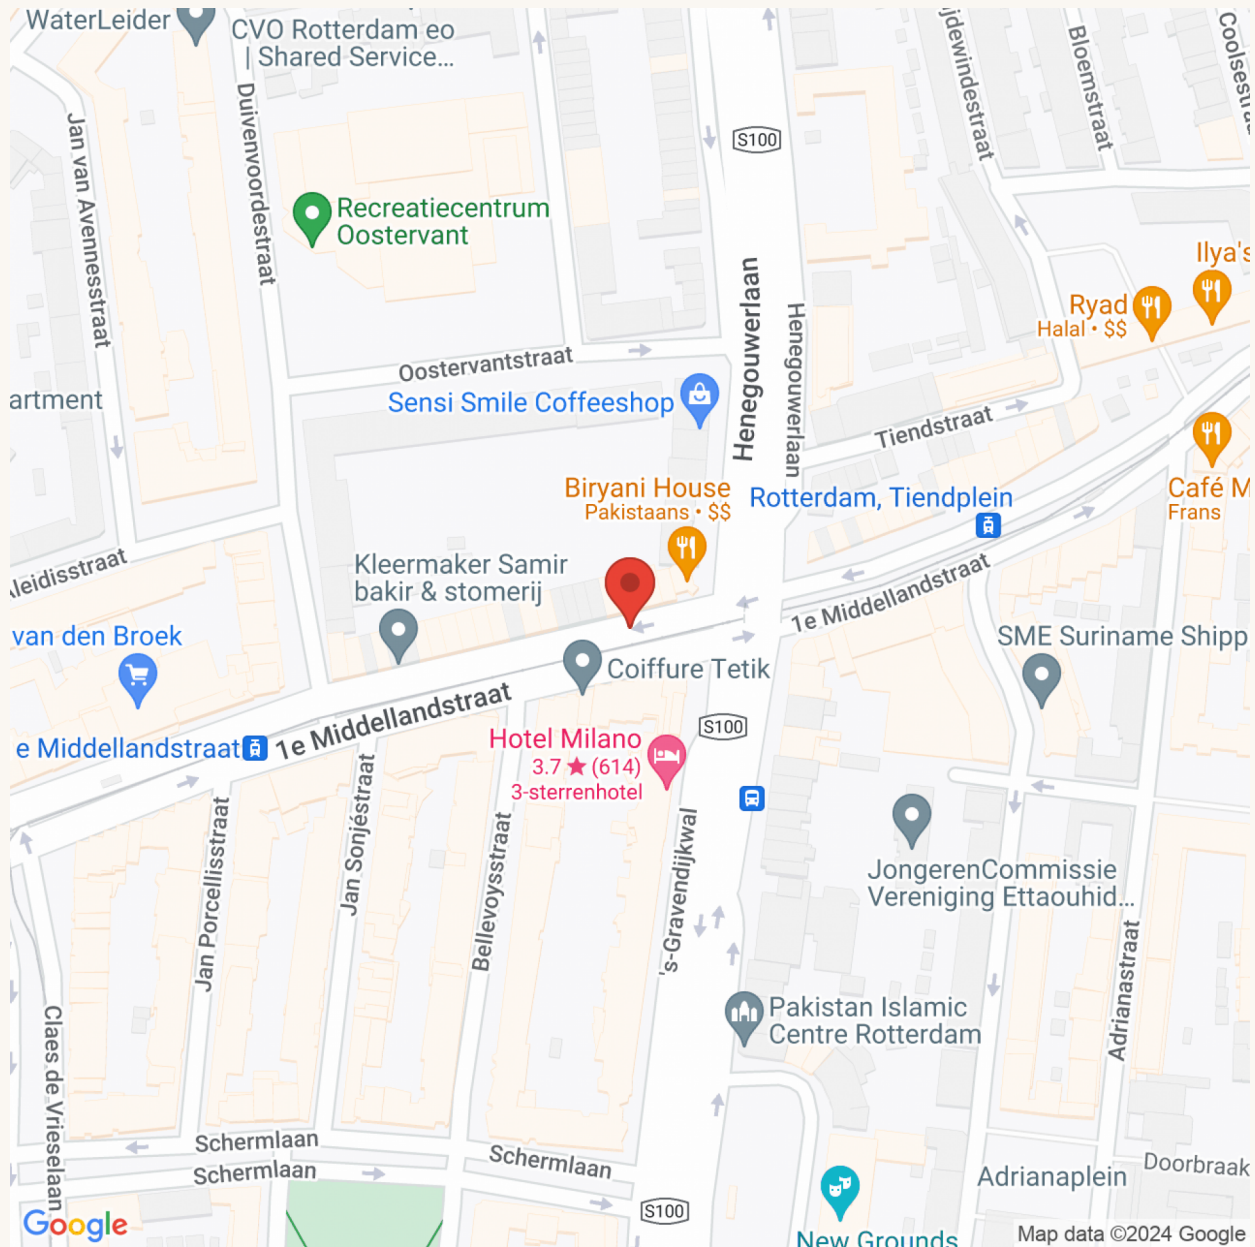 WaterLeider
CVO Rotterdam eo
| Shared Service...
S100
Bloemstraat
Jan van Avennesstraat
Duivenvoordestraat
S100
Recreatiecentrum
Oostervant
Ilya's
Ryad
Halal • $$
Henegouwerlaan
Henegouwerlaan
Oostervantstraat
artment
Sensi Smile Coffeeshop
Tiendstraat
Biryani House
Pakistaans • $$
Rotterdam, Tiendplein
Café M
Frans
Kleermaker Samir
bakir & stomerij
leidisstraat
1e Middellandstraat
van den Broek
SME Suriname Shipp
Coiffure Tetik
1e Middellandstraat
S100
e Middellandstraat
Hotel Milano
3.7 ★ (614)
3-sterrenhotel
Jan Porcellisstraat
Jan Sonjéstraat
Bellevoysstraat
's-Gravendijkwal
JongerenCommissie
Vereniging Ettaouhid...
Adrianastraat
Claes de Vrieselaan
Pakistan Islamic
Centre Rotterdam
Schermlaan
Schermlaan
Schermlaan
Adrianaplein
Doorbraak
S100
Google
New Grounds
Map data ©2024 Google